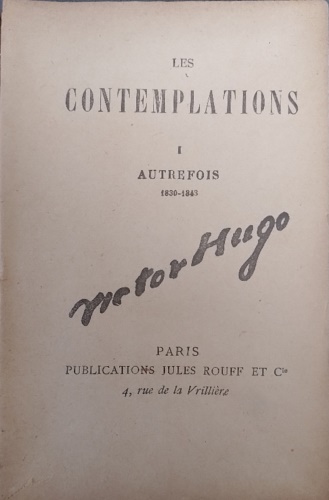 LES
CONTEMPLATIONS
I
AUTREFOIS
1830-1843
Victor Hugo
PARIS
PUBLICATIONS JULES ROUFF ET Cie
4, rue de la Vrillière